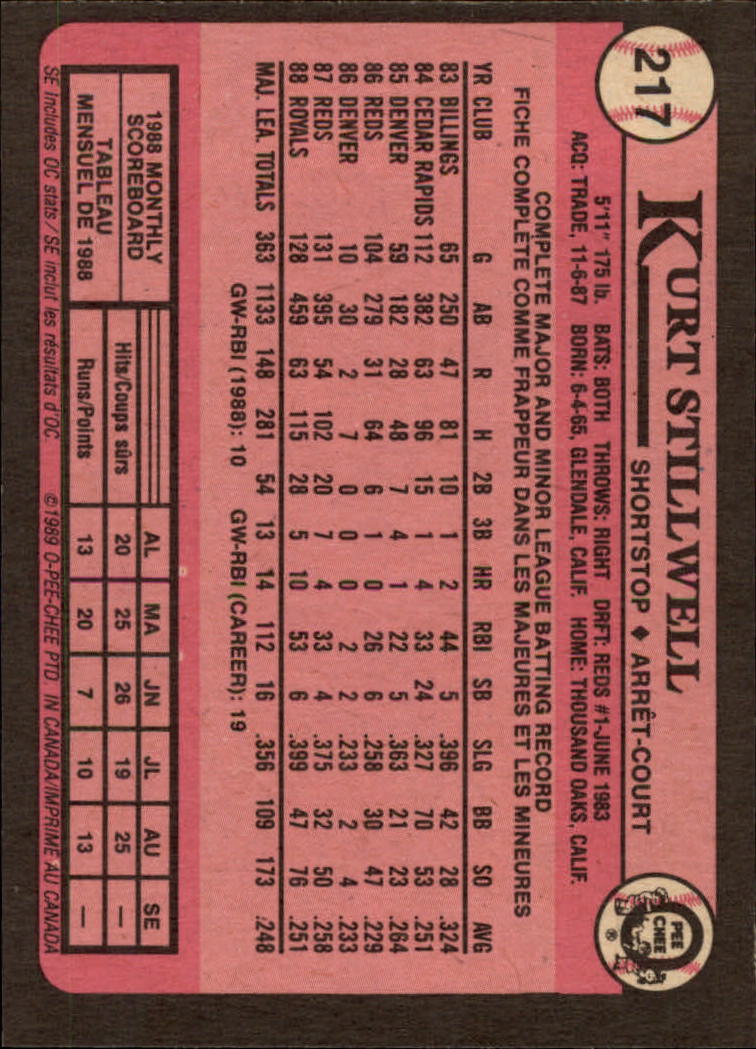 217
KURT STILLWELL
SHORTSTOP ♦ ARRÊT-COURT
O PEE CHEE ®
5'11" 175 lb. BATS: BOTH THROWS: RIGHT DRFT: REDS #1-JUNE 1983
ACQ: TRADE, 11-6-87 BORN: 6-4-65, GLENDALE, CALIF. HOME: THOUSAND OAKS, CALIF.
COMPLETE MAJOR AND MINOR LEAGUE BATTING RECORD
FICHE COMPLÈTE COMME FRAPPEUR DANS LES MAJEURES ET LES MINEURES
YR CLUB G AB R H 2B 3B HR RBI SB SLG BB SO AVG
83 BILLINGS 65 250 47 81 10 1 2 44 5 .396 42 28 .324
84 CEDAR RAPIDS 112 382 63 96 15 1 4 33 24 .327 70 53 .251
85 DENVER 59 182 28 48 7 4 1 22 5 .363 21 23 .264
86 REDS 104 279 31 64 6 1 0 26 6 .258 30 47 .229
86 DENVER 10 30 2 7 0 0 0 2 2 .233 2 4 .233
87 REDS 131 395 54 102 20 7 4 33 4 .375 32 50 .258
88 ROYALS 128 459 63 115 28 5 10 53 6 .399 47 76 .251
MAJ. LEA. TOTALS 363 1133 148 281 54 13 14 112 16 .356 109 173 .248
GW-RBI (1988): 10 GW-RBI (CAREER): 19
1988 MONTHLY SCOREBOARD
TABLEAU MENSUEL DE 1988
AL MA JN JL AU SE
Hits/Coups sûrs 20 25 26 19 25 —
Runs/Points 13 20 7 10 13 —
SE Includes OC stats/SE inclut les résultats d'OC. ©1989 O-PEE-CHEE PTD. IN CANADA/IMPRIMÉ AU CANADA